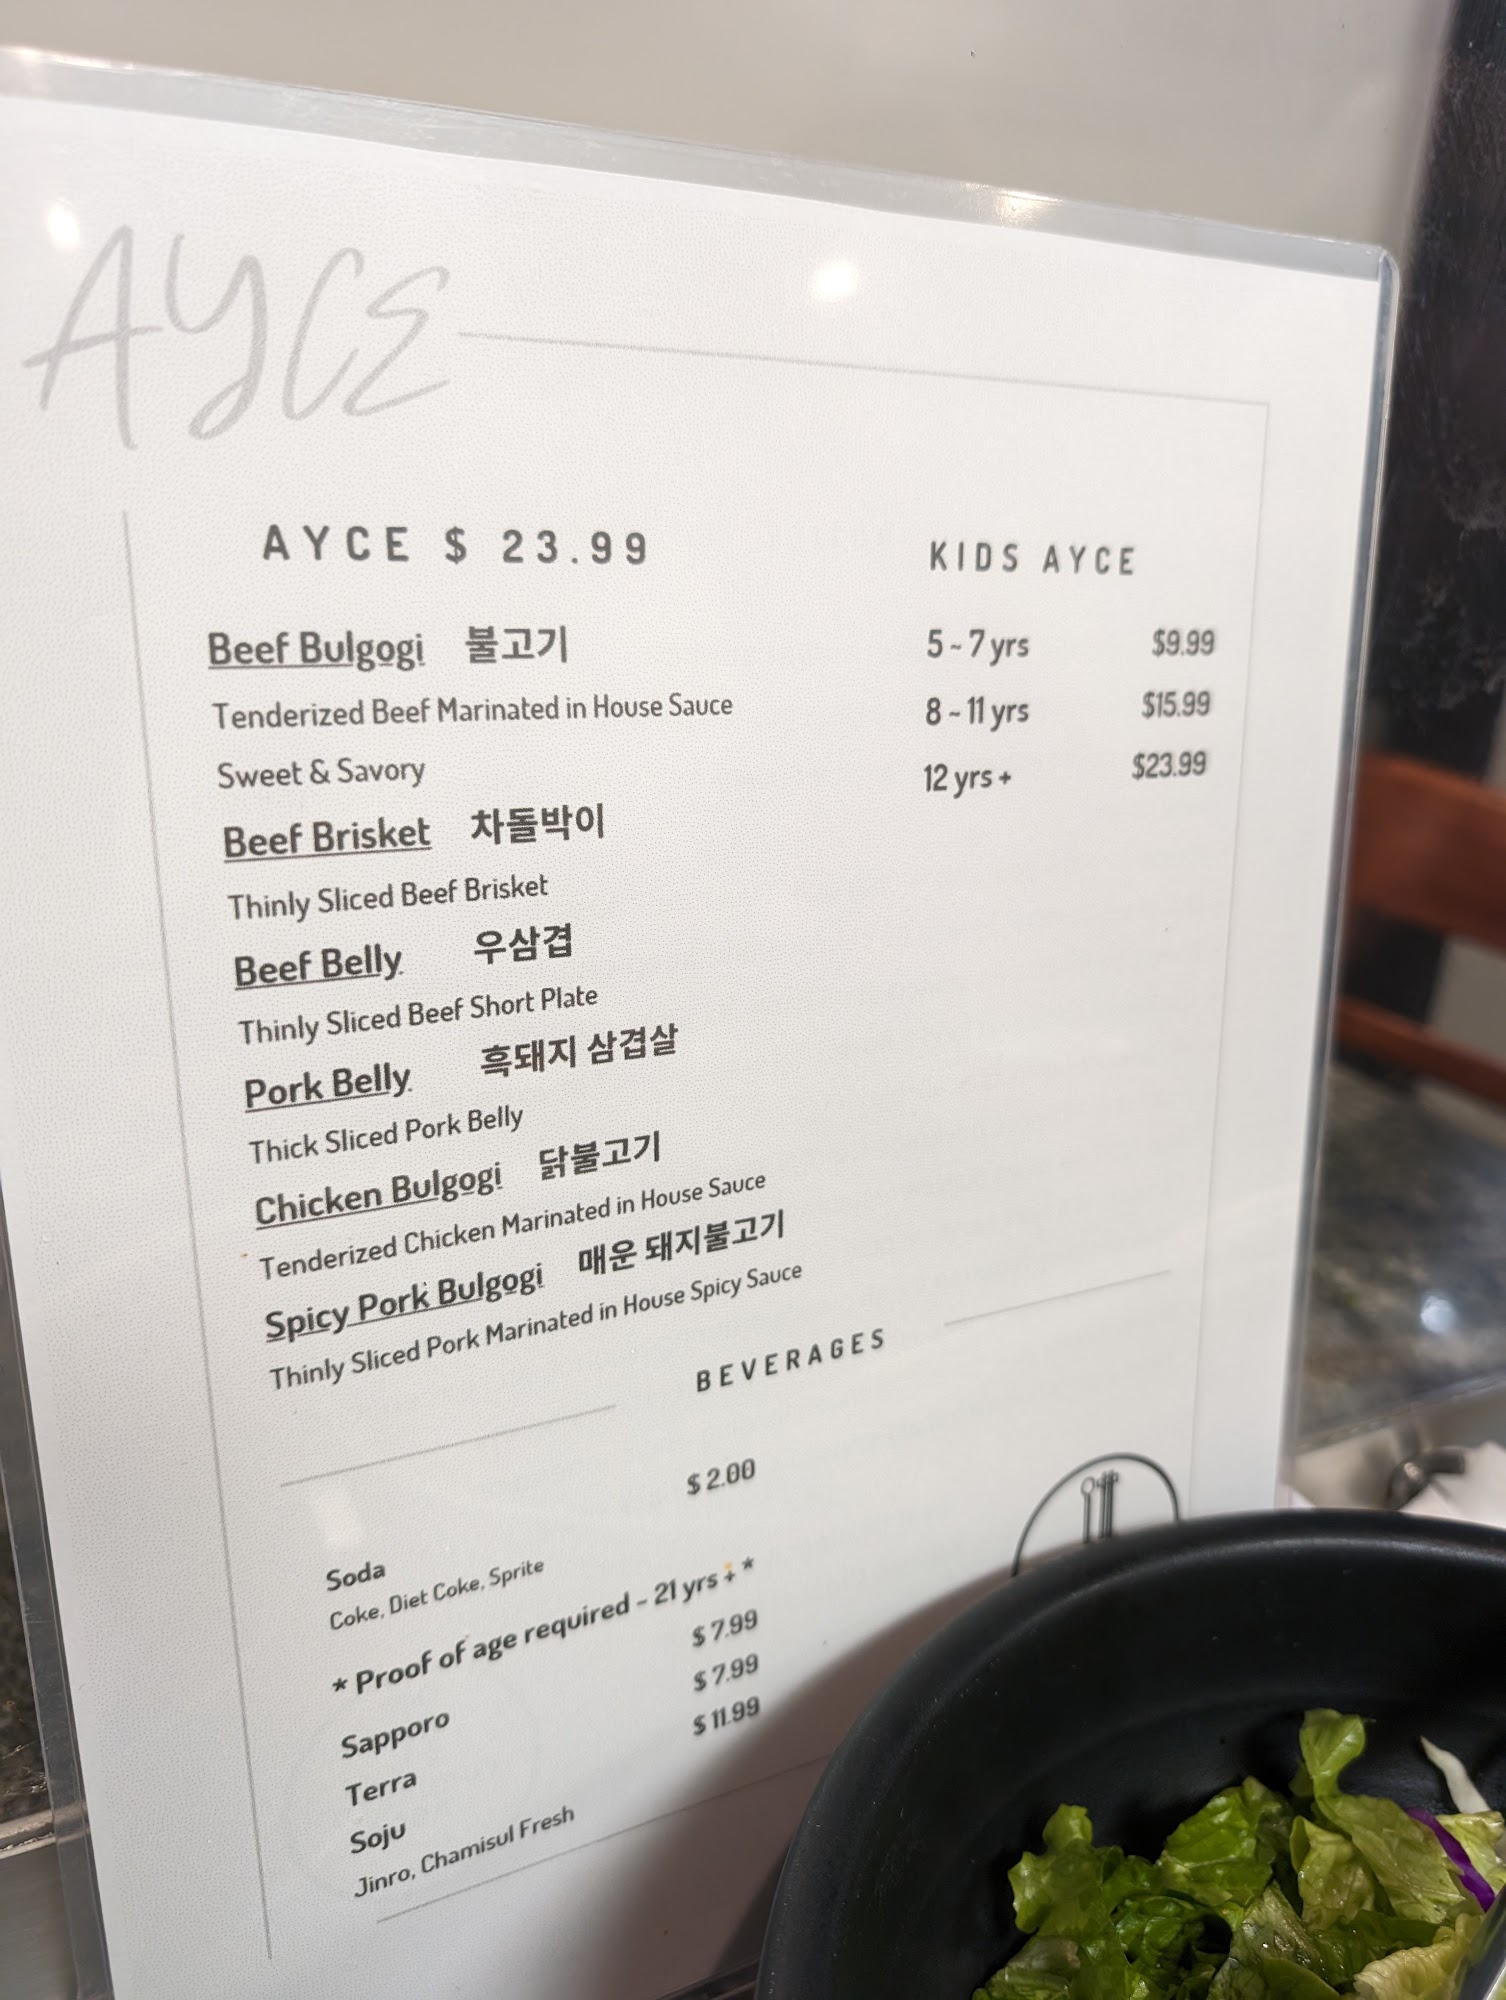 AYCE
AYCE $ 23.99
Beef Bulgogi 불고기
Tenderized Beef Marinated in House Sauce
Sweet & Savory
Beef Brisket 차돌박이
Thinly Sliced Beef Brisket
Beef Belly 우삼겹
Thinly Sliced Beef Short Plate
Pork Belly 흑돼지 삼겹살
Thick Sliced Pork Belly
Chicken Bulgogi 닭불고기
Tenderized Chicken Marinated in House Sauce
Spicy Pork Bulgogi 매운 돼지불고기
Thinly Sliced Pork Marinated in House Spicy Sauce
KIDS AYCE
5 ~ 7 yrs $9.99
8 ~ 11 yrs $15.99
12 yrs + $23.99
BEVERAGES
Soda $ 2.00
Coke, Diet Coke, Sprite
* Proof of age required - 21 yrs + *
Sapporo $ 7.99
Terra $ 7.99
Soju $ 11.99
Jinro, Chamisul Fresh